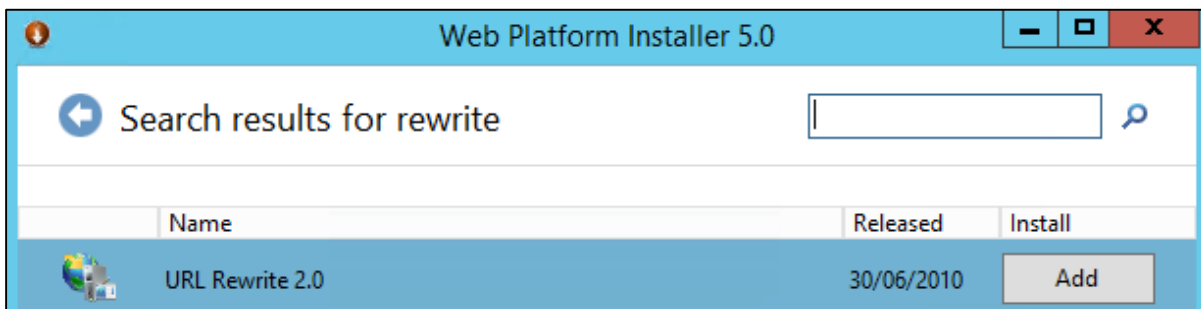 Web Platform Installer 5.0
Search results for rewrite
Name Released Install
URL Rewrite 2.0 30/06/2010 Add